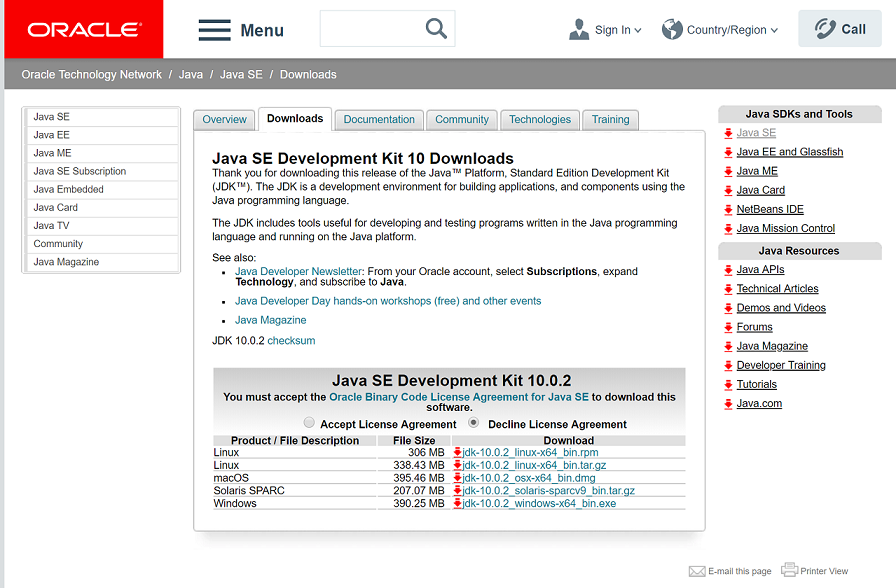 ORACLE®
Menu
Sign In
Country/Region
Call
Oracle Technology Network / Java / Java SE / Downloads
Java SE
Java EE
Java ME
Java SE Subscription
Java Embedded
Java Card
Java TV
Community
Java Magazine
Overview
Downloads
Documentation
Community
Technologies
Training
Java SE Development Kit 10 Downloads
Thank you for downloading this release of the Java™ Platform, Standard Edition Development Kit
(JDK™). The JDK is a development environment for building applications, and components using the
Java programming language.
The JDK includes tools useful for developing and testing programs written in the Java programming
language and running on the Java platform.
See also:
Java Developer Newsletter: From your Oracle account, select Subscriptions, expand
Technology, and subscribe to Java.
Java Developer Day hands-on workshops (free) and other events
Java Magazine
JDK 10.0.2 checksum
Java SE Development Kit 10.0.2
You must accept the Oracle Binary Code License Agreement for Java SE to download this
software.
Accept License Agreement Decline License Agreement
Product / File Description File Size Download
Linux 306 MB jdk-10.0.2_linux-x64_bin.rpm
Linux 338.43 MB jdk-10.0.2_linux-x64_bin.tar.gz
macOS 395.46 MB jdk-10.0.2_osx-x64_bin.dmg
Solaris SPARC 207.07 MB jdk-10.0.2_solaris-sparcv9_bin.tar.gz
Windows 390.25 MB jdk-10.0.2_windows-x64_bin.exe
Java SDKs and Tools
Java SE
Java EE and Glassfish
Java ME
Java Card
NetBeans IDE
Java Mission Control
Java Resources
Java APIs
Technical Articles
Demos and Videos
Forums
Java Magazine
Developer Training
Tutorials
Java.com
E-mail this page Printer View